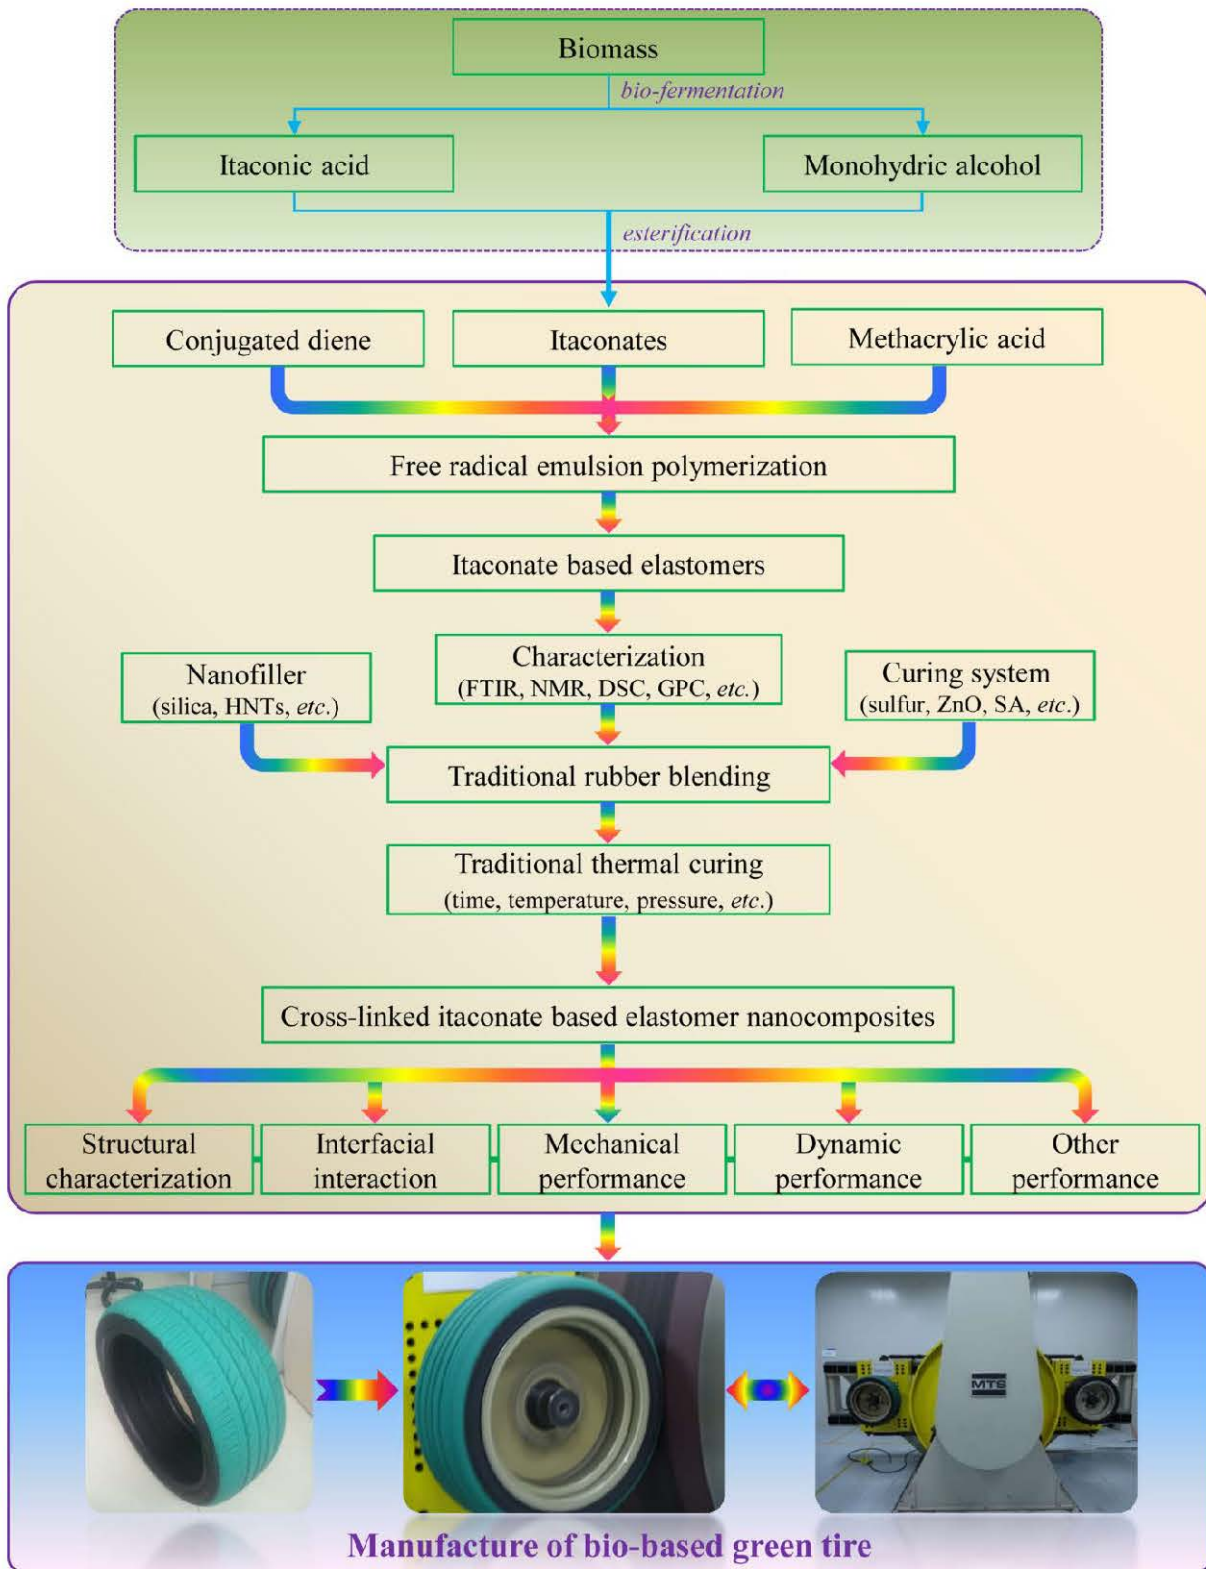 Biomass
bio-fermentation
Itaconic acid
Monohydric alcohol
esterification
Conjugated diene
Itaconates
Methacrylic acid
Free radical emulsion polymerization
Itaconate based elastomers
Nanofiller
(silica, HNTs, etc.)
Characterization
(FTIR, NMR, DSC, GPC, etc.)
Curing system
(sulfur, ZnO, SA, etc.)
Traditional rubber blending
Traditional thermal curing
(time, temperature, pressure, etc.)
Cross-linked itaconate based elastomer nanocomposites
Structural
characterization
Interfacial
interaction
Mechanical
performance
Dynamic
performance
Other
performance
MTS
Manufacture of bio-based green tire